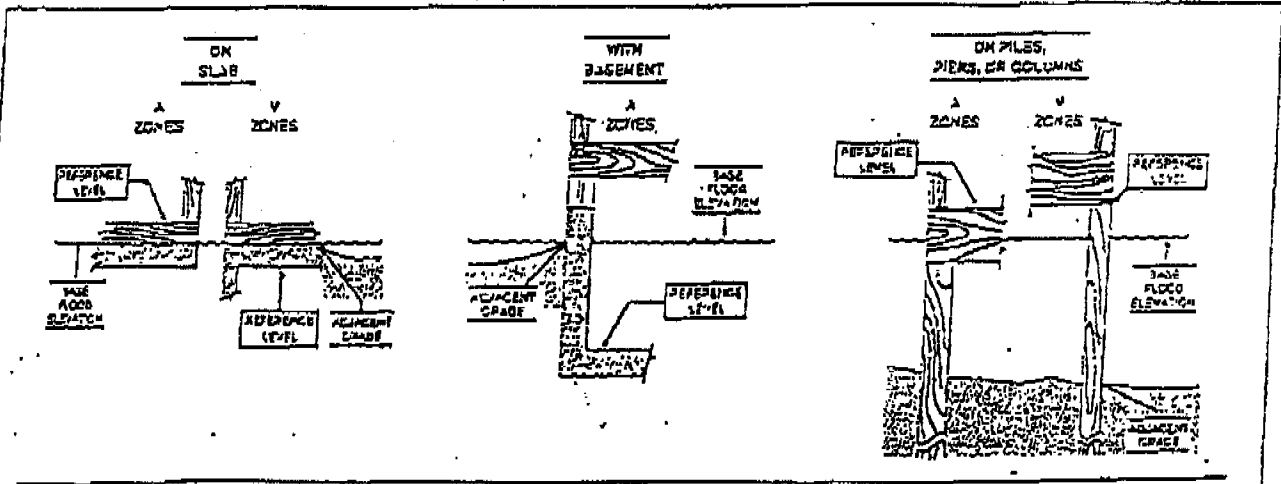 ON
SLAB
A
ZONES
V
ZONES
REFERENCE
LEVEL
BASE
FLOOD
ELEVATION
REFERENCE
LEVEL
ADJACENT
GRADE
WITH
BASEMENT
A
ZONES
BASE
FLOOD
ELEVATION
ADJACENT
GRADE
REFERENCE
LEVEL
ON PILES,
PIERS, OR COLUMNS
A
ZONES
V
ZONES
REFERENCE
LEVEL
REFERENCE
LEVEL
BASE
FLOOD
ELEVATION
ADJACENT
GRADE